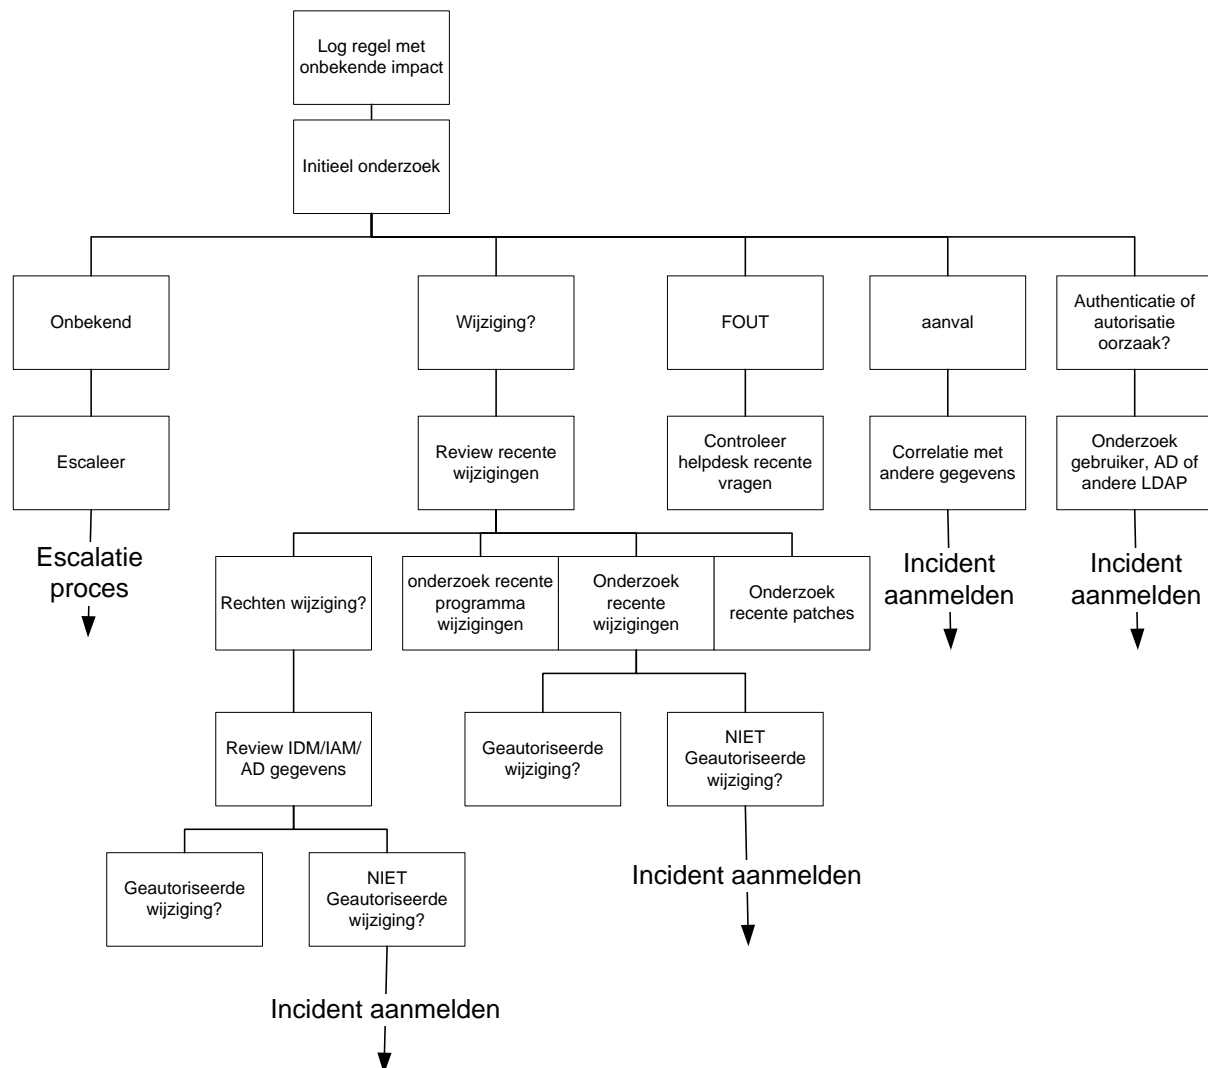 Log regel met
onbekende impact
Initieel onderzoek
Onbekend
Wijziging?
FOUT
aanval
Authenticatie of
autorisatie
oorzaak?
Escaleer
Review recente
wijzigingen
Controleer
helpdesk recente
vragen
Correlatie met
andere gegevens
Onderzoek
gebruiker, AD of
andere LDAP
Escalatie
proces
Rechten wijziging?
onderzoek recente
programma
wijzigingen
Onderzoek
recente
wijzigingen
Onderzoek
recente patches
Incident
aanmelden
Incident
aanmelden
Review IDM/IAM/
AD gegevens
Geautoriseerde
wijziging?
NIET
Geautoriseerde
wijziging?
Geautoriseerde
wijziging?
NIET
Geautoriseerde
wijziging?
Incident aanmelden
Incident aanmelden